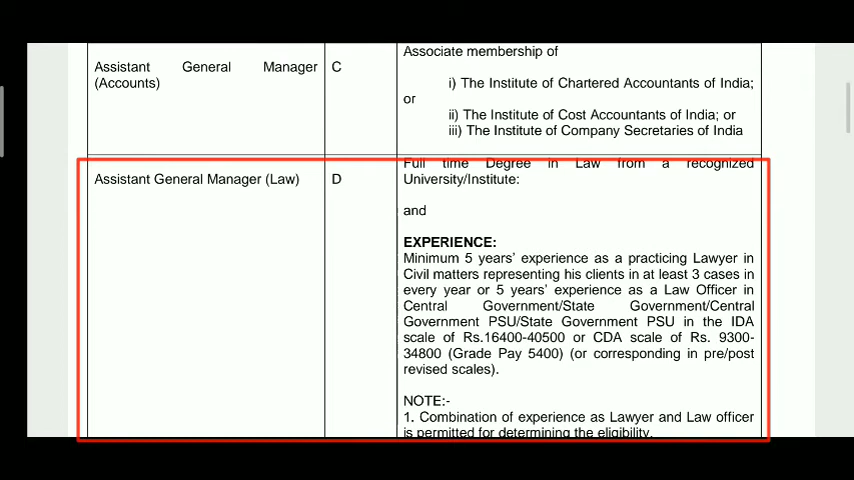 Associate membership of
Assistant General Manager
(Accounts)
C
i) The Institute of Chartered Accountants of India;
or
ii) The Institute of Cost Accountants of India; or
iii) The Institute of Company Secretaries of India
Assistant General Manager (Law)
D
Full time Degree in Law from a recognized
University/Institute:
and
EXPERIENCE:
Minimum 5 years' experience as a practicing Lawyer in
Civil matters representing his clients in at least 3 cases in
every year or 5 years' experience as a Law Officer in
Central Government/State Government/Central
Government PSU/State Government PSU in the IDA
scale of Rs.16400-40500 or CDA scale of Rs. 9300-
34800 (Grade Pay 5400) (or corresponding in pre/post
revised scales).
NOTE:-
1. Combination of experience as Lawyer and Law officer
is permitted for determining the eligibility.